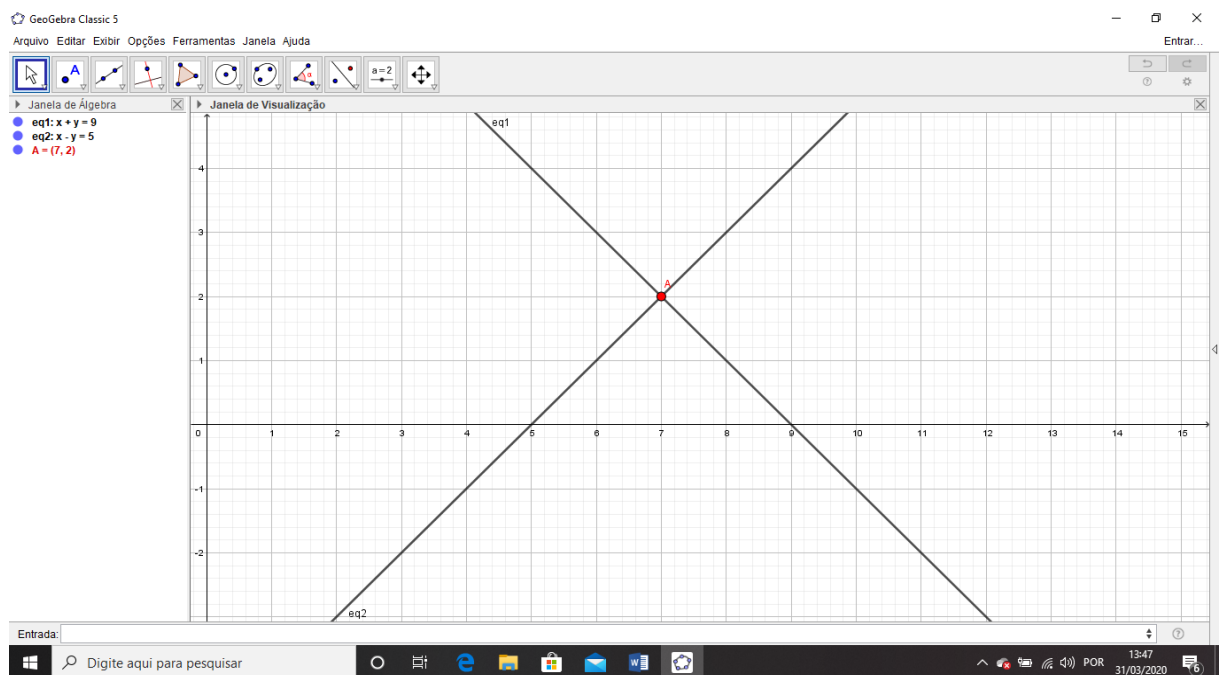 GeoGebra Classic 5
Arquivo Editar Exibir Opções Ferramentas Janela Ajuda
Entrar...
A
α
a=2
Janela de Álgebra
Janela de Visualização
eq1: x + y = 9
eq2: x - y = 5
A = (7, 2)
eq1
4
3
A
2
1
0 1 2 3 4 5 6 7 8 9 10 11 12 13 14 15
-1
-2
eq2
Entrada:
Digite aqui para pesquisar
POR
13:47
31/03/2020
6